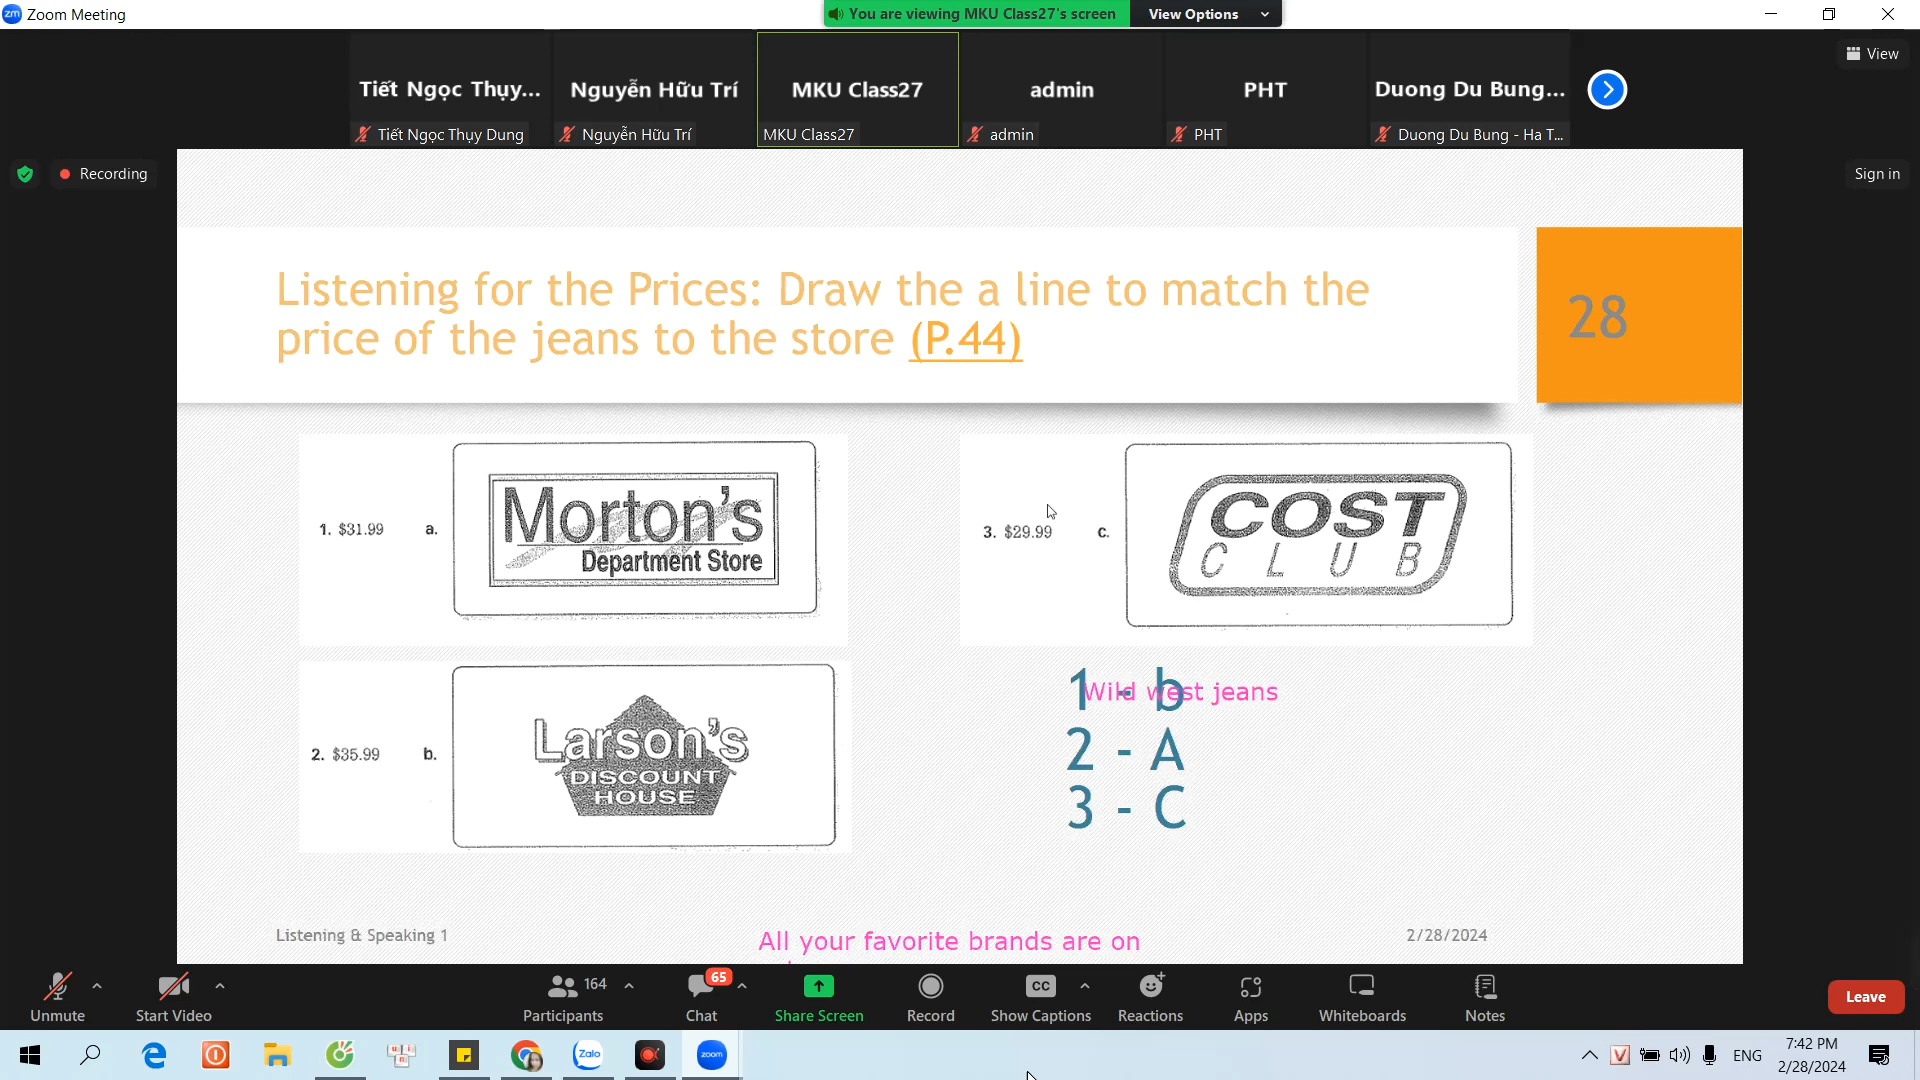 Zoom Meeting
You are viewing MKU Class27's screen
View Options
View
Tiết Ngọc Thụy...
Nguyễn Hữu Trí
MKU Class27
admin
PHT
Duong Du Bung...
Tiết Ngọc Thụy Dung
Nguyễn Hữu Trí
MKU Class27
admin
PHT
Duong Du Bung - Ha T...
Recording
Sign in
Listening for the Prices: Draw the a line to match the
price of the jeans to the store (P.44)
28
1. $31.99 a.
Morton's
Department Store
3. $29.99 c.
COST
CLUB
2. $35.99 b.
Larson's
DISCOUNT
HOUSE
1 - b
Wild west jeans
2 - A
3 - C
Listening & Speaking 1
All your favorite brands are on
2/28/2024
Unmute
Start Video
164
Participants
65
Chat
Share Screen
Record
CC
Show Captions
Reactions
Apps
Whiteboards
Notes
Leave
Zalo
zoom
ENG
7:42 PM
2/28/2024